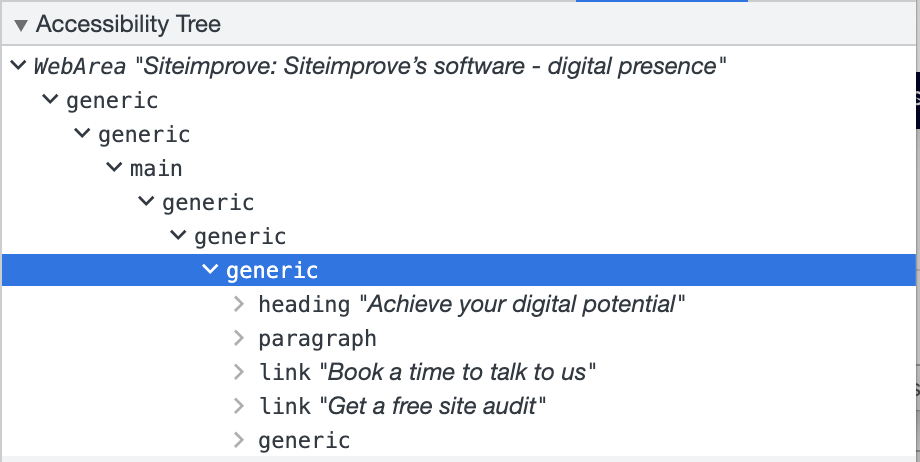 Accessibility Tree
WebArea "Siteimprove: Siteimprove’s software - digital presence"
generic
generic
main
generic
generic
generic
heading "Achieve your digital potential"
paragraph
link "Book a time to talk to us"
link "Get a free site audit"
generic